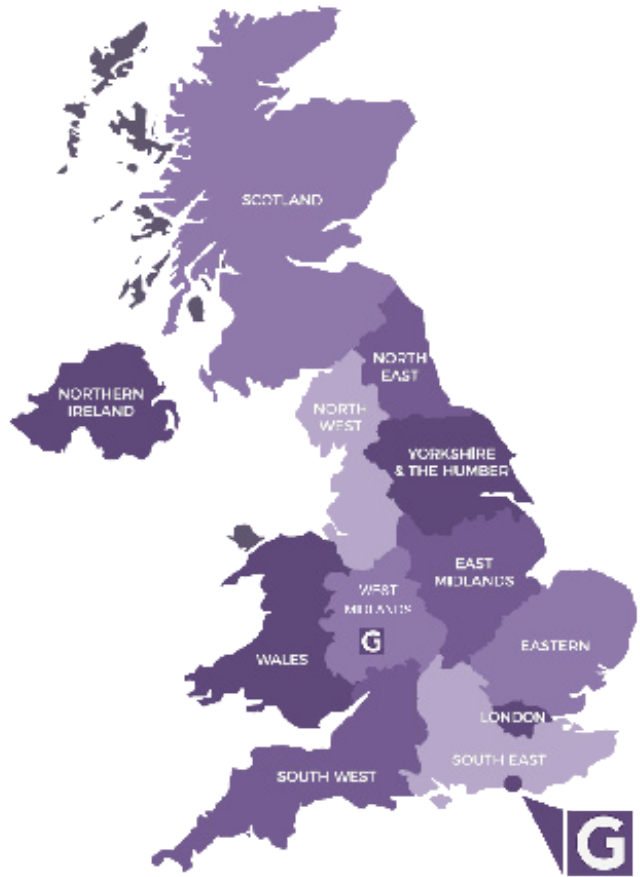 SCOTLAND
NORTH
EAST
NORTHERN
IRELAND
NORTH
WEST
YORKSHIRE
& THE HUMBER
EAST
MIDLANDS
WEST
MIDLANDS
G
EASTERN
WALES
LONDON
SOUTH EAST
SOUTH WEST
G